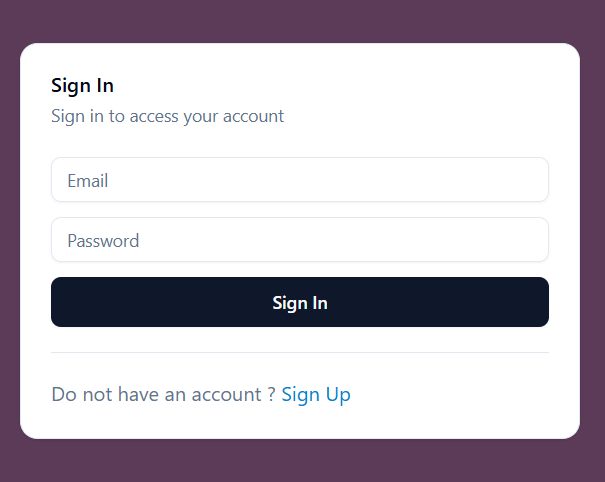 Sign In
Sign in to access your account
Email
Password
Sign In
Do not have an account ? Sign Up